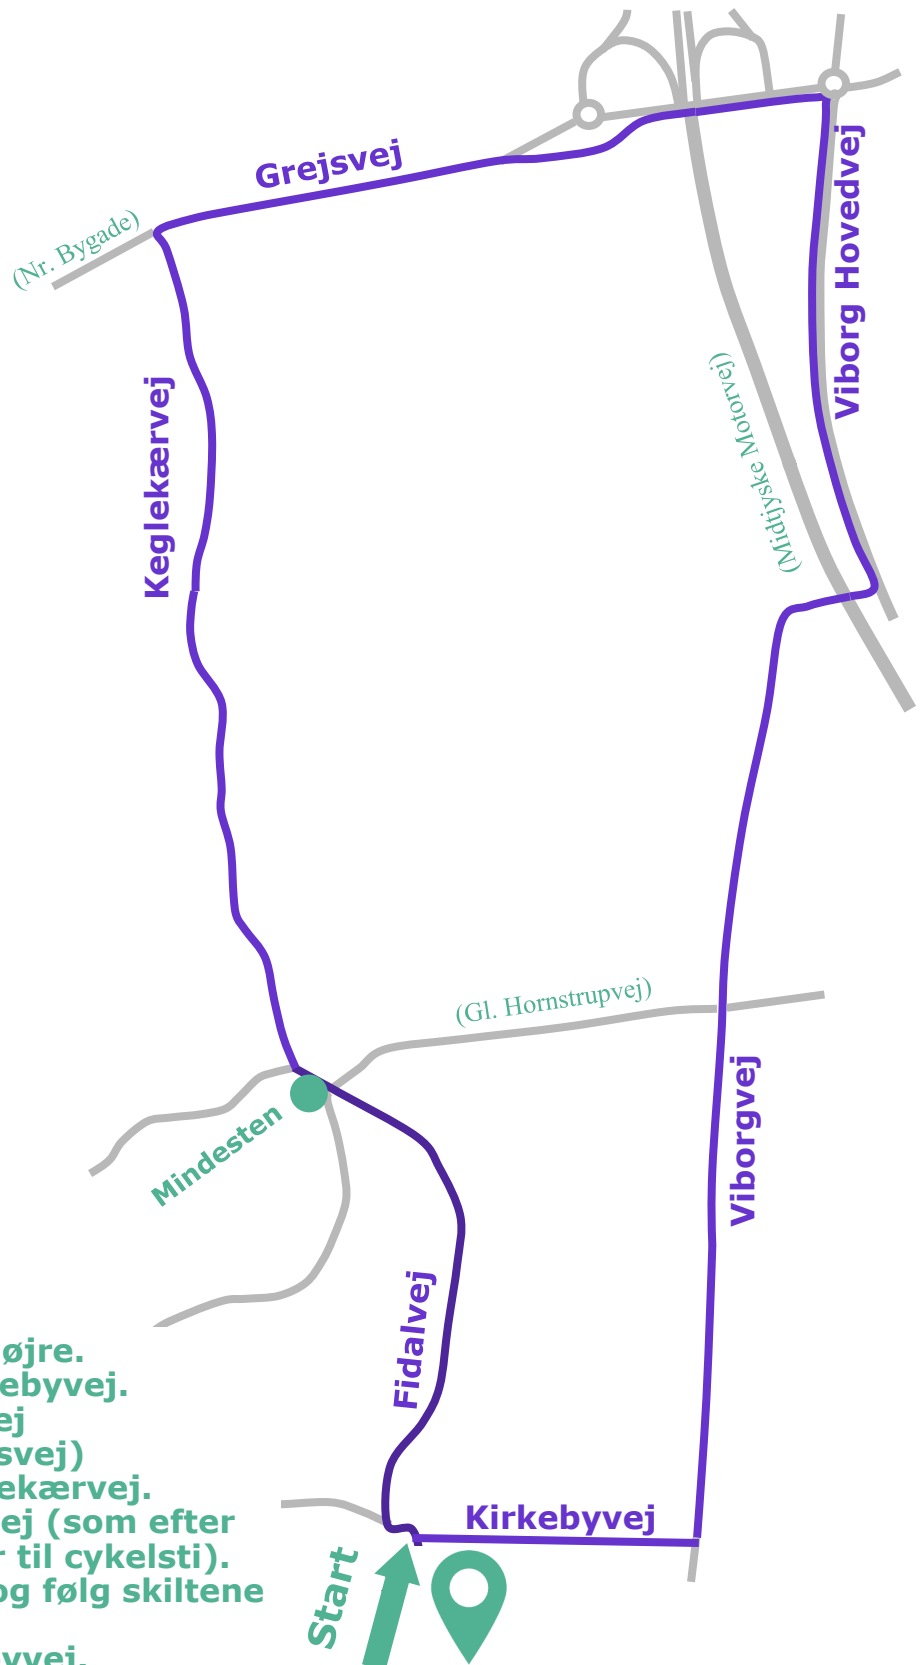 Grejsvej
(Nr. Bygade)
Viborg Hovedvej
(Midtjyske Motorvej)
Keglekærvej
(Gl. Hornstrupvej)
Mindesten
Viborgvej
Fidalvej
øjre.
ebyvej.
ej
svej)
ekærvej.
ej (som efter
r til cykelsti).
og følg skiltene
yvej.
Kirkebyvej
Start